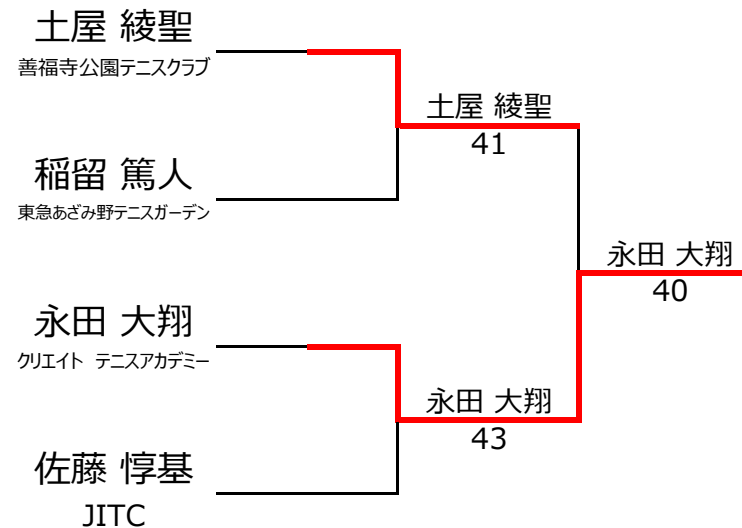 土屋 綾聖
善福寺公園テニスクラブ
土屋 綾聖
41
稲留 篤人
東急あざみ野テニスガーデン
永田 大翔
40
永田 大翔
クリエイト テニスアカデミー
永田 大翔
43
佐藤 惇基
JITC